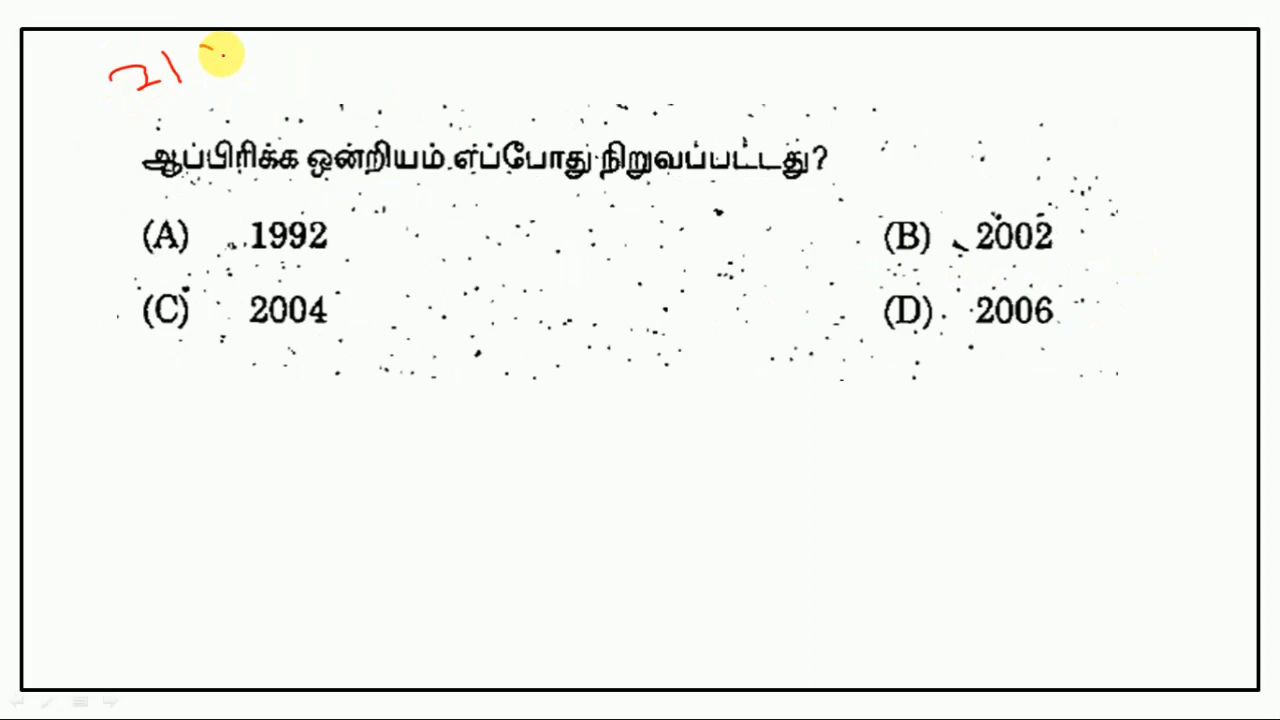 21
ஆப்பிரிக்க ஒன்றியம் எப்போது நிறுவப்பட்டது?
(A) 1992
(B) 2002
(C) 2004
(D) 2006